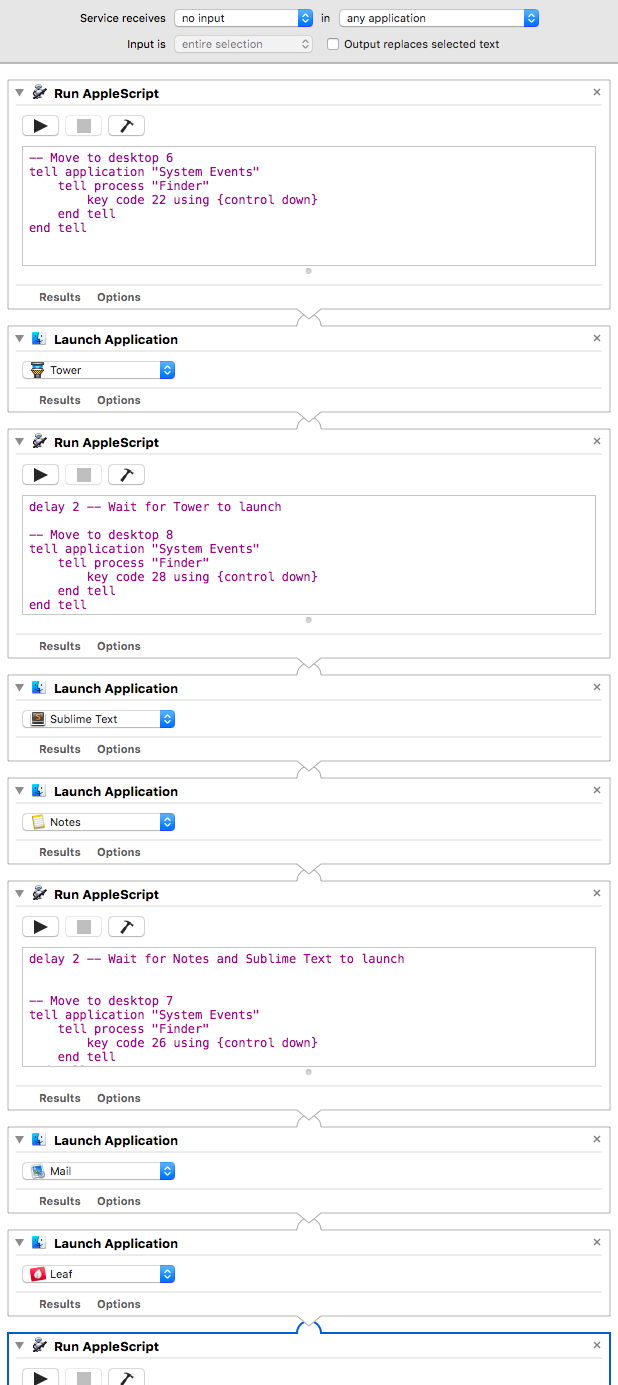 Service receives no input in any application
Input is entire selection Output replaces selected text
Run AppleScript
-- Move to desktop 6
tell application "System Events"
    tell process "Finder"
        key code 22 using {control down}
    end tell
end tell
Results Options
Launch Application
Tower
Results Options
Run AppleScript
delay 2 -- Wait for Tower to launch
-- Move to desktop 8
tell application "System Events"
    tell process "Finder"
        key code 28 using {control down}
    end tell
end tell
Results Options
Launch Application
Sublime Text
Results Options
Launch Application
Notes
Results Options
Run AppleScript
delay 2 -- Wait for Notes and Sublime Text to launch
-- Move to desktop 7
tell application "System Events"
    tell process "Finder"
        key code 26 using {control down}
    end tell
Results Options
Launch Application
Mail
Results Options
Launch Application
Leaf
Results Options
Run AppleScript